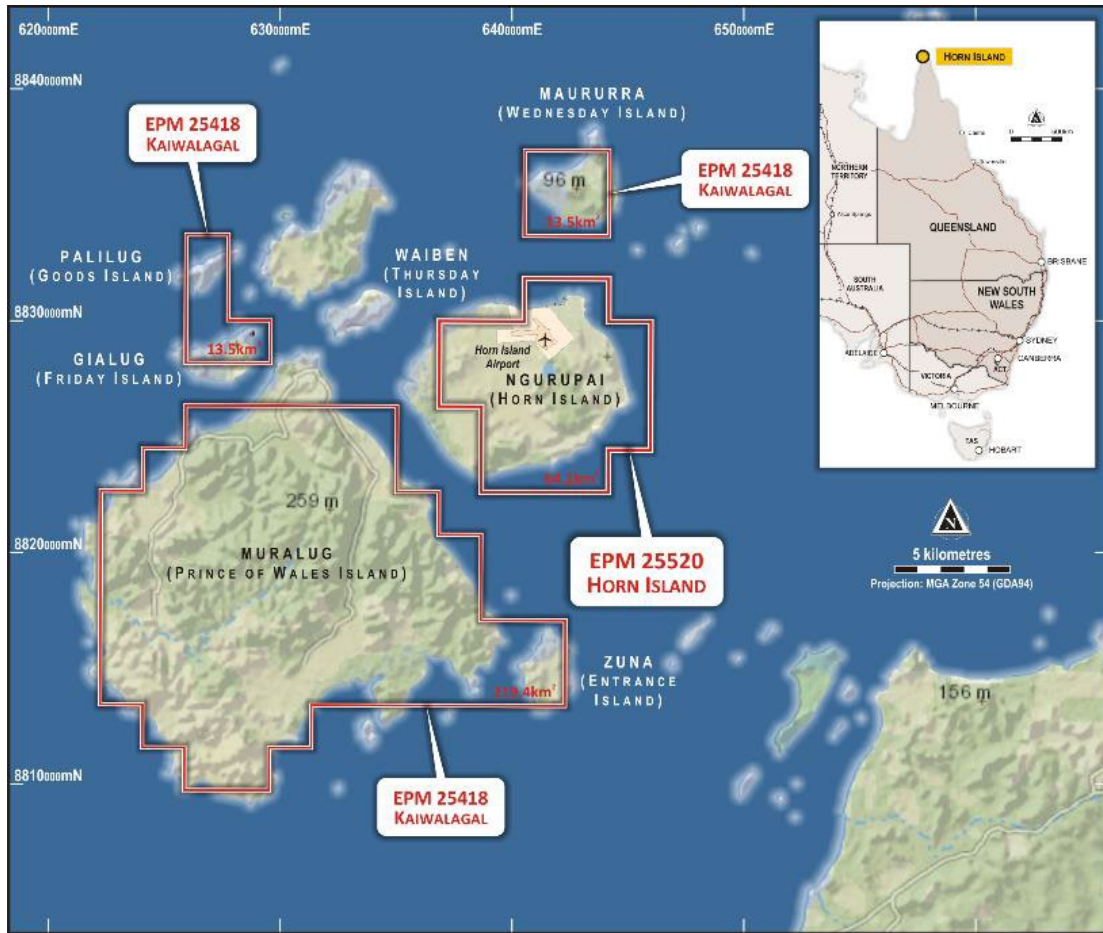 620000mE
630000mE
640000mE
650000mE
8840000mN
8830000mN
8820000mN
8810000mN
EPM 25418
KAIWALAGAL
MAURURRA
(WEDNESDAY ISLAND)
96 m
13.5km²
EPM 25418
KAIWALAGAL
PALILUG
(GOODS ISLAND)
WAIBEN
(THURSDAY
ISLAND)
GIALUG
(FRIDAY ISLAND)
13.5km²
Horn Island
Airport
NGURUPAI
(HORN ISLAND)
EPM 25520
HORN ISLAND
259 m
MURALUG
(PRINCE OF WALES ISLAND)
ZUNA
(ENTRANCE
ISLAND)
EPM 25418
KAIWALAGAL
156 m
N
5 kilometres
Projection: MGA Zone 54 (GDA94)
HORN ISLAND
NORTHERN
TERRITORY
QUEENSLAND
BRISBANE
SOUTH
AUSTRALIA
NEW SOUTH
WALES
SYDNEY
CANBERRA
ACT
ADELAIDE
VICTORIA
MELBOURNE
TAS
HOBART